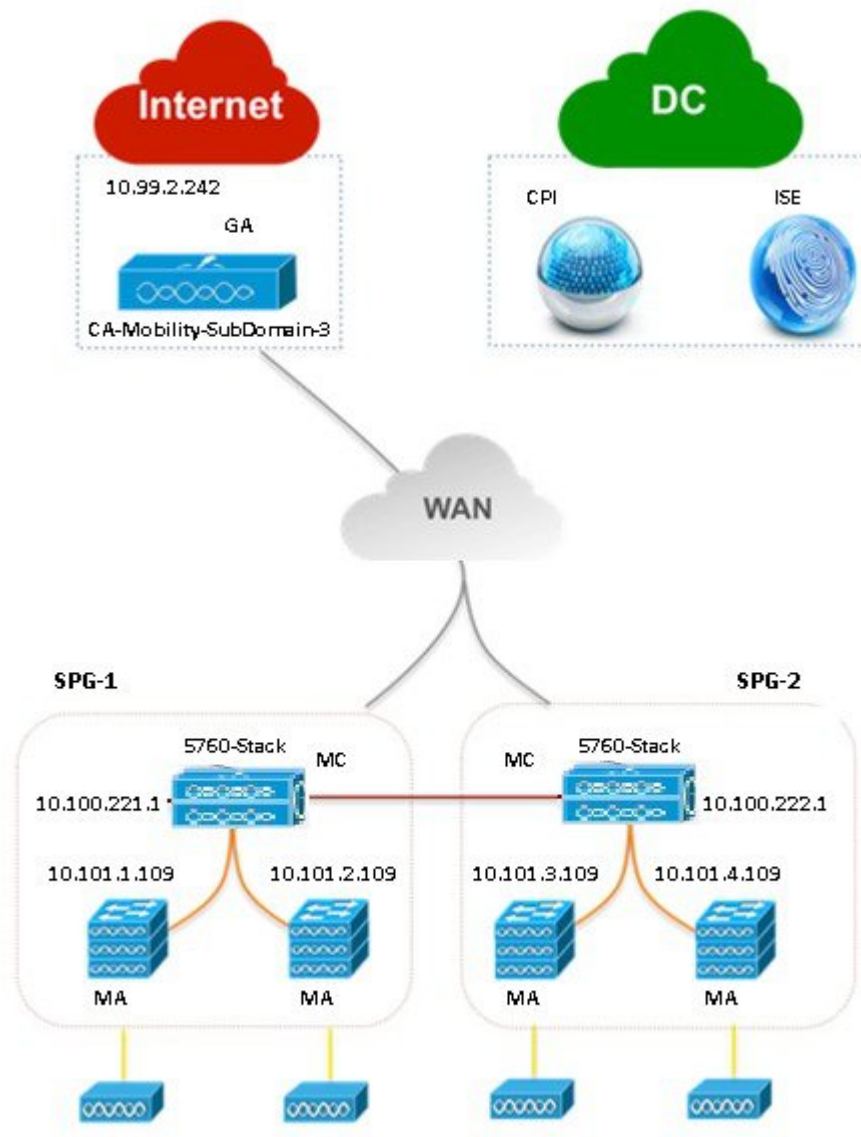 Internet
DC
10.99.2.242
GA
CA-Mobility-SubDomain-3
CPI
ISE
WAN
SPG-1
SPG-2
5760-Stack
MC
MC
5760-Stack
10.100.221.1
10.100.222.1
10.101.1.109
10.101.2.109
10.101.3.109
10.101.4.109
MA
MA
MA
MA